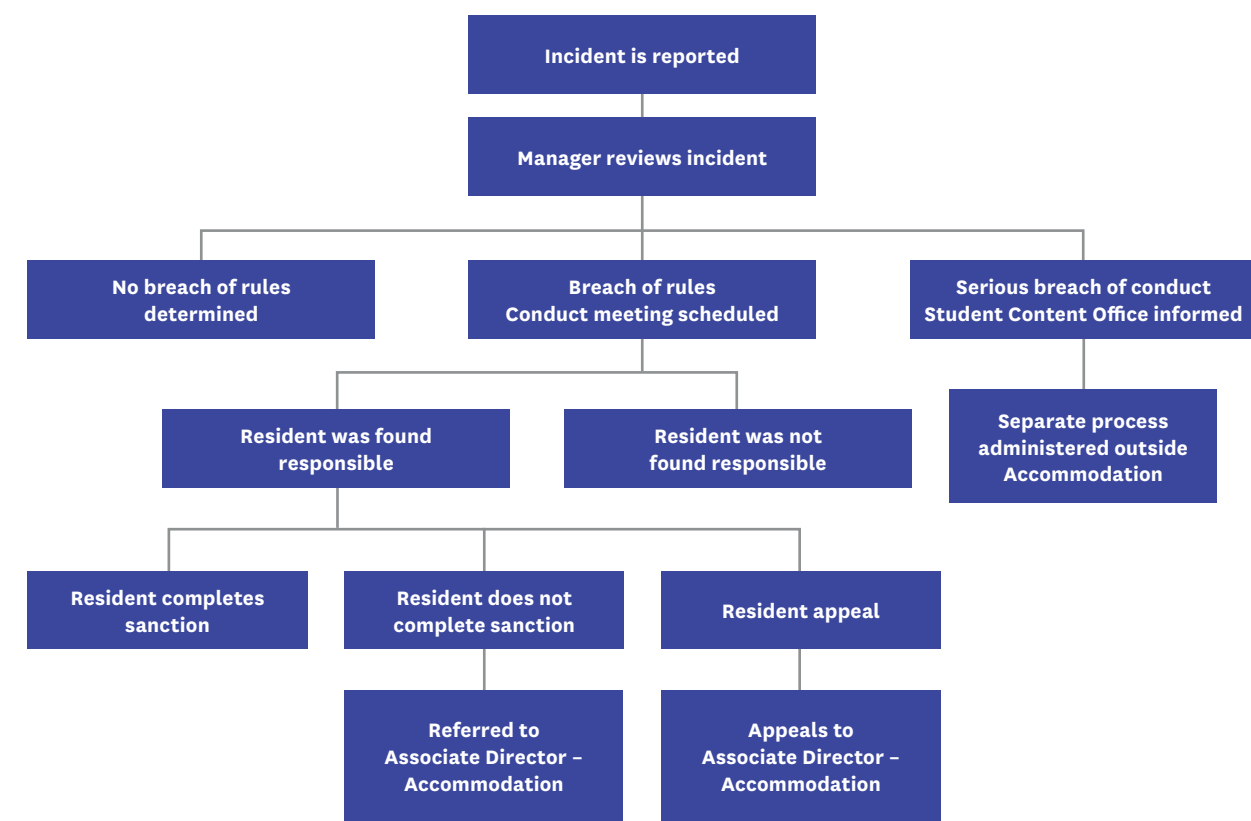 Incident is reported
Manager reviews incident
No breach of rules
determined
Breach of rules
Conduct meeting scheduled
Serious breach of conduct
Student Content Office informed
Resident was found
responsible
Resident was not
found responsible
Separate process
administered outside
Accommodation
Resident completes
sanction
Resident does not
complete sanction
Resident appeal
Referred to
Associate Director –
Accommodation
Appeals to
Associate Director –
Accommodation